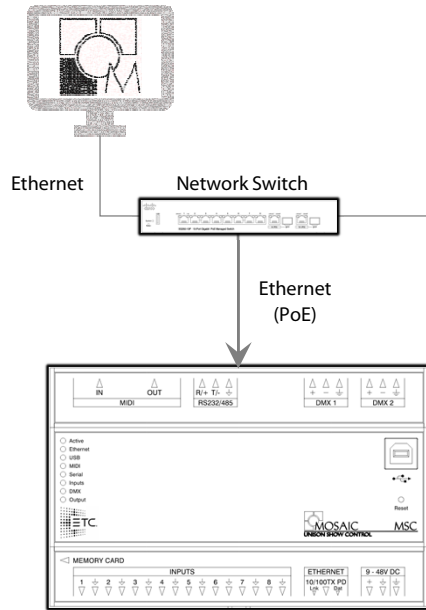 Ethernet
Network Switch
Ethernet
(PoE)
IN OUT
MIDI
R/+ T/-
RS232/485
+ −
DMX 1
+ −
DMX 2
Active
Ethernet
USB
MIDI
Serial
Inputs
DMX
Output
Reset
ETC
MOSAIC
UNISON SHOW CONTROL
MSC
MEMORY CARD
INPUTS
1 2 3 4 5 6 7 8
ETHERNET
10/100TX PD
Lnk Dat
9 - 48V DC
+